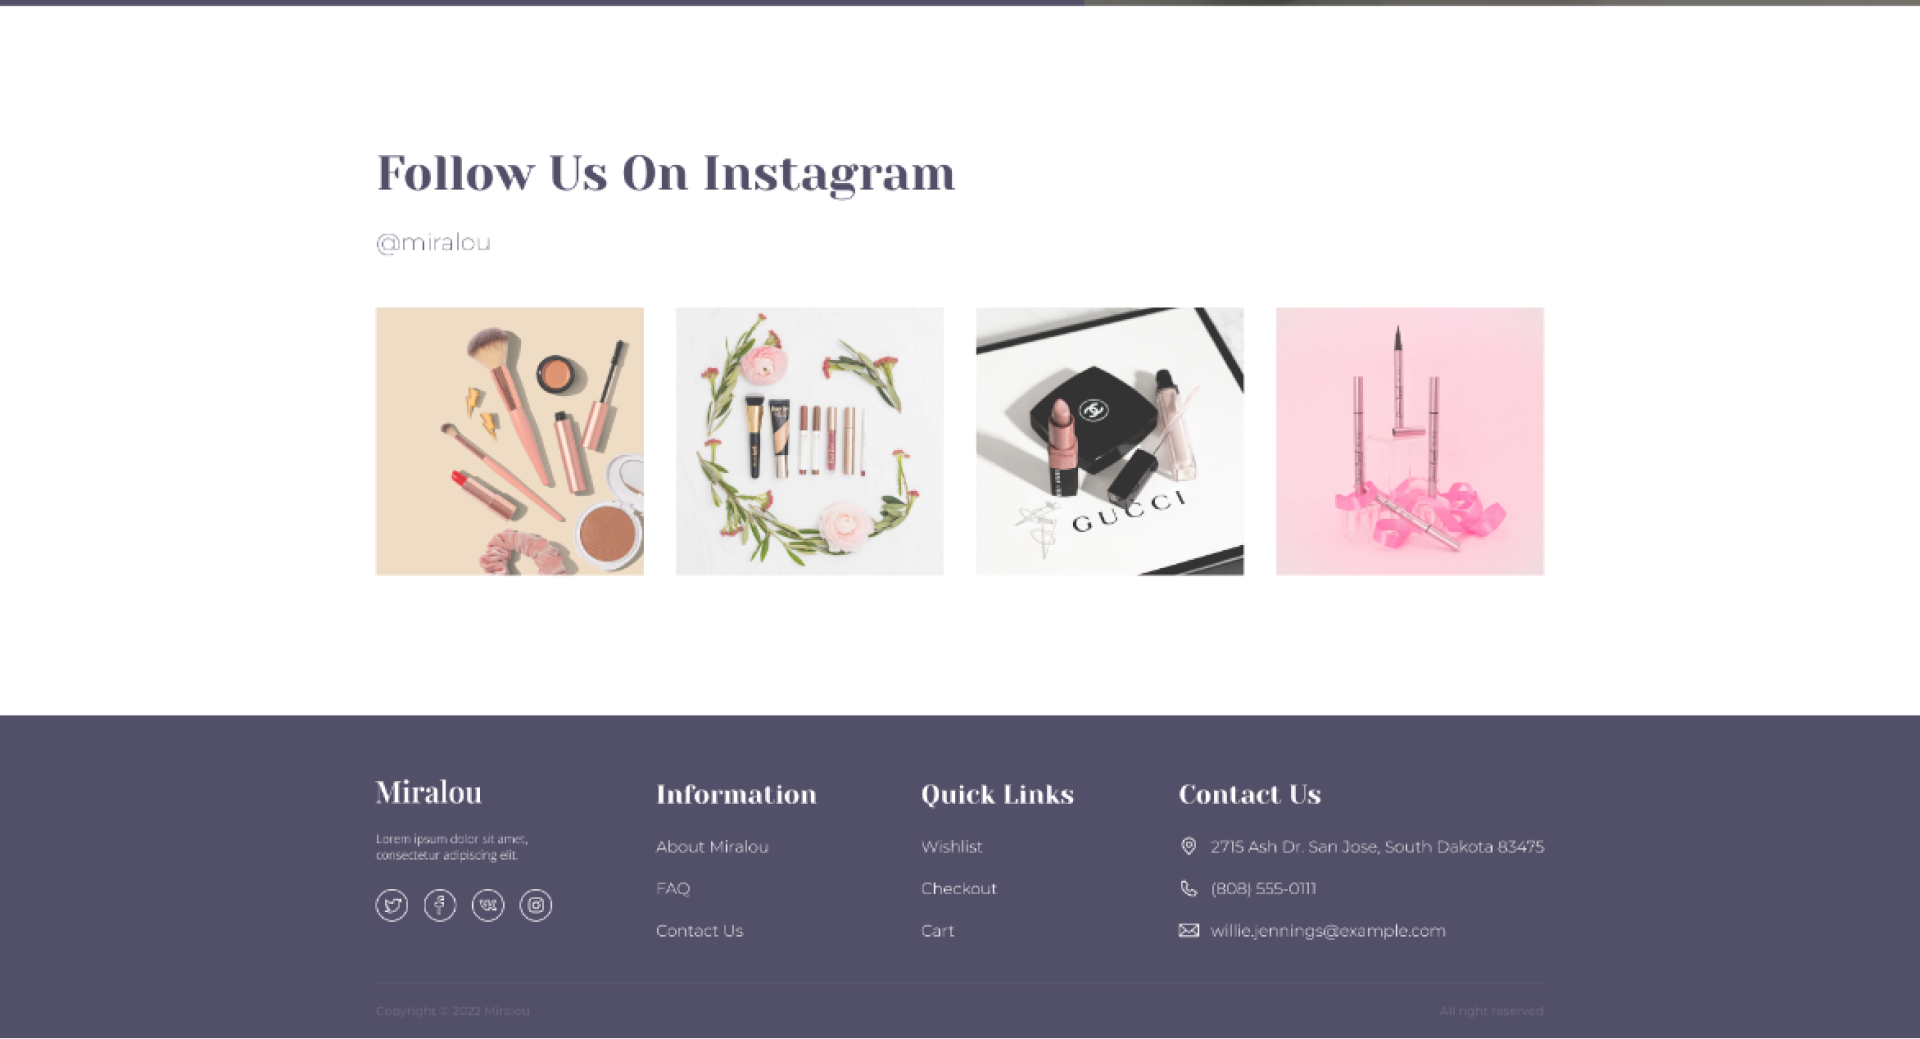 Follow Us On Instagram
@miralou
GUCCI
Miralou
Lorem ipsum dolor sit amet,
consectetur adipiscing elit.
Information
About Miralou
FAQ
Contact Us
Quick Links
Wishlist
Checkout
Cart
Contact Us
2715 Ash Dr. San Jose, South Dakota 83475
(808) 555-0111
willie.jennings@example.com
Copyright © 2022 Miralou
All right reserved